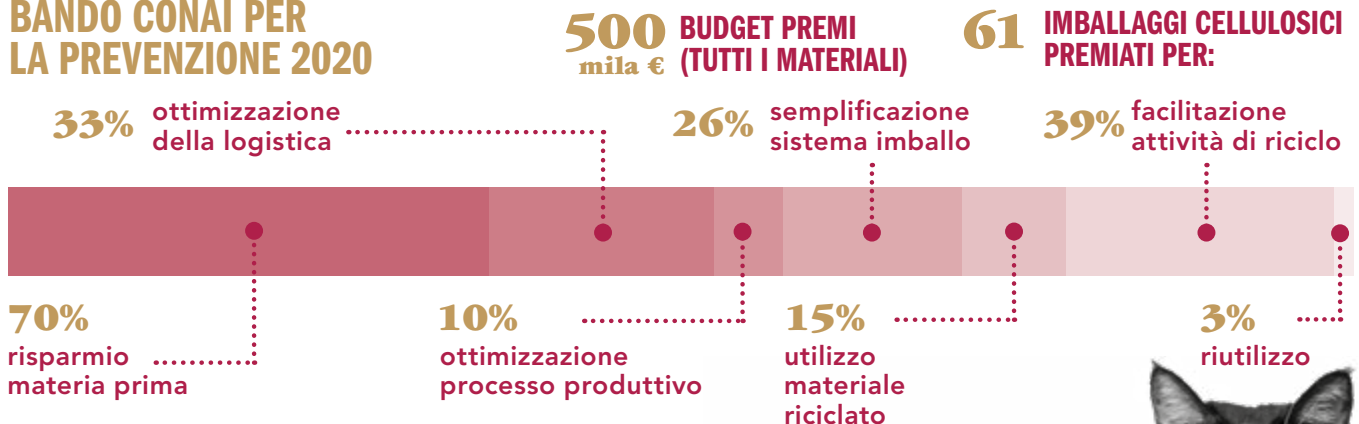 BANDO CONAI PER
LA PREVENZIONE 2020
500
mila €
BUDGET PREMI
(TUTTI I MATERIALI)
61
IMBALLAGGI CELLULOSICI
PREMIATI PER:
33%
ottimizzazione
della logistica
26%
semplificazione
sistema imballo
39%
facilitazione
attività di riciclo
70%
risparmio
materia prima
10%
ottimizzazione
processo produttivo
15%
utilizzo
materiale
riciclato
3%
riutilizzo